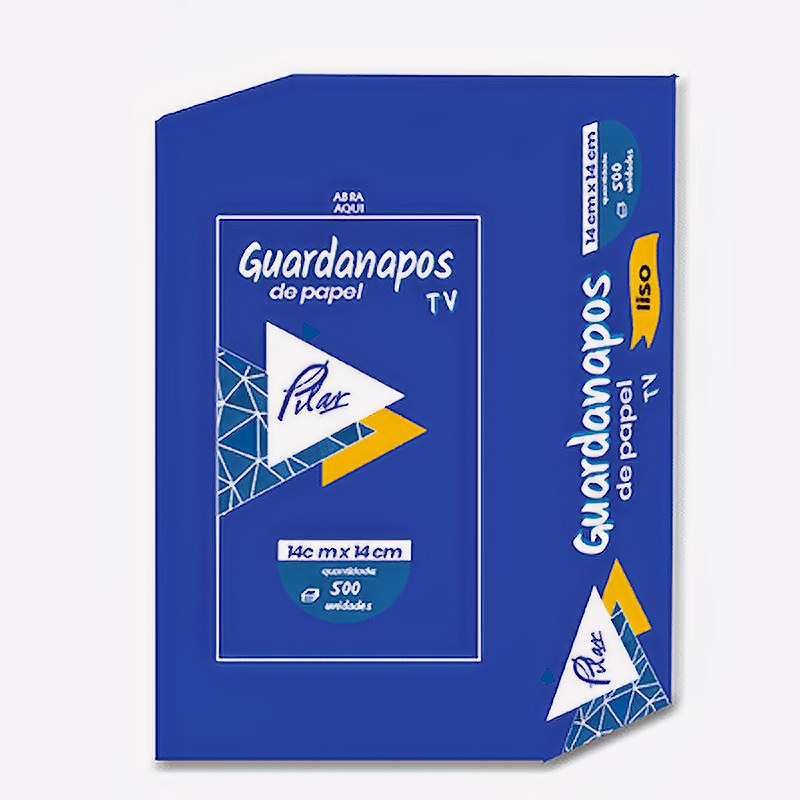 ABRA
AQUI
Guardanapos
de papel
TV
Pilar
14c m x 14 cm
quantidade
500
unidades
14 cm x 14 cm
quantidade
500
unidades
liso
Guardanapos
de papel
TV
Pilar